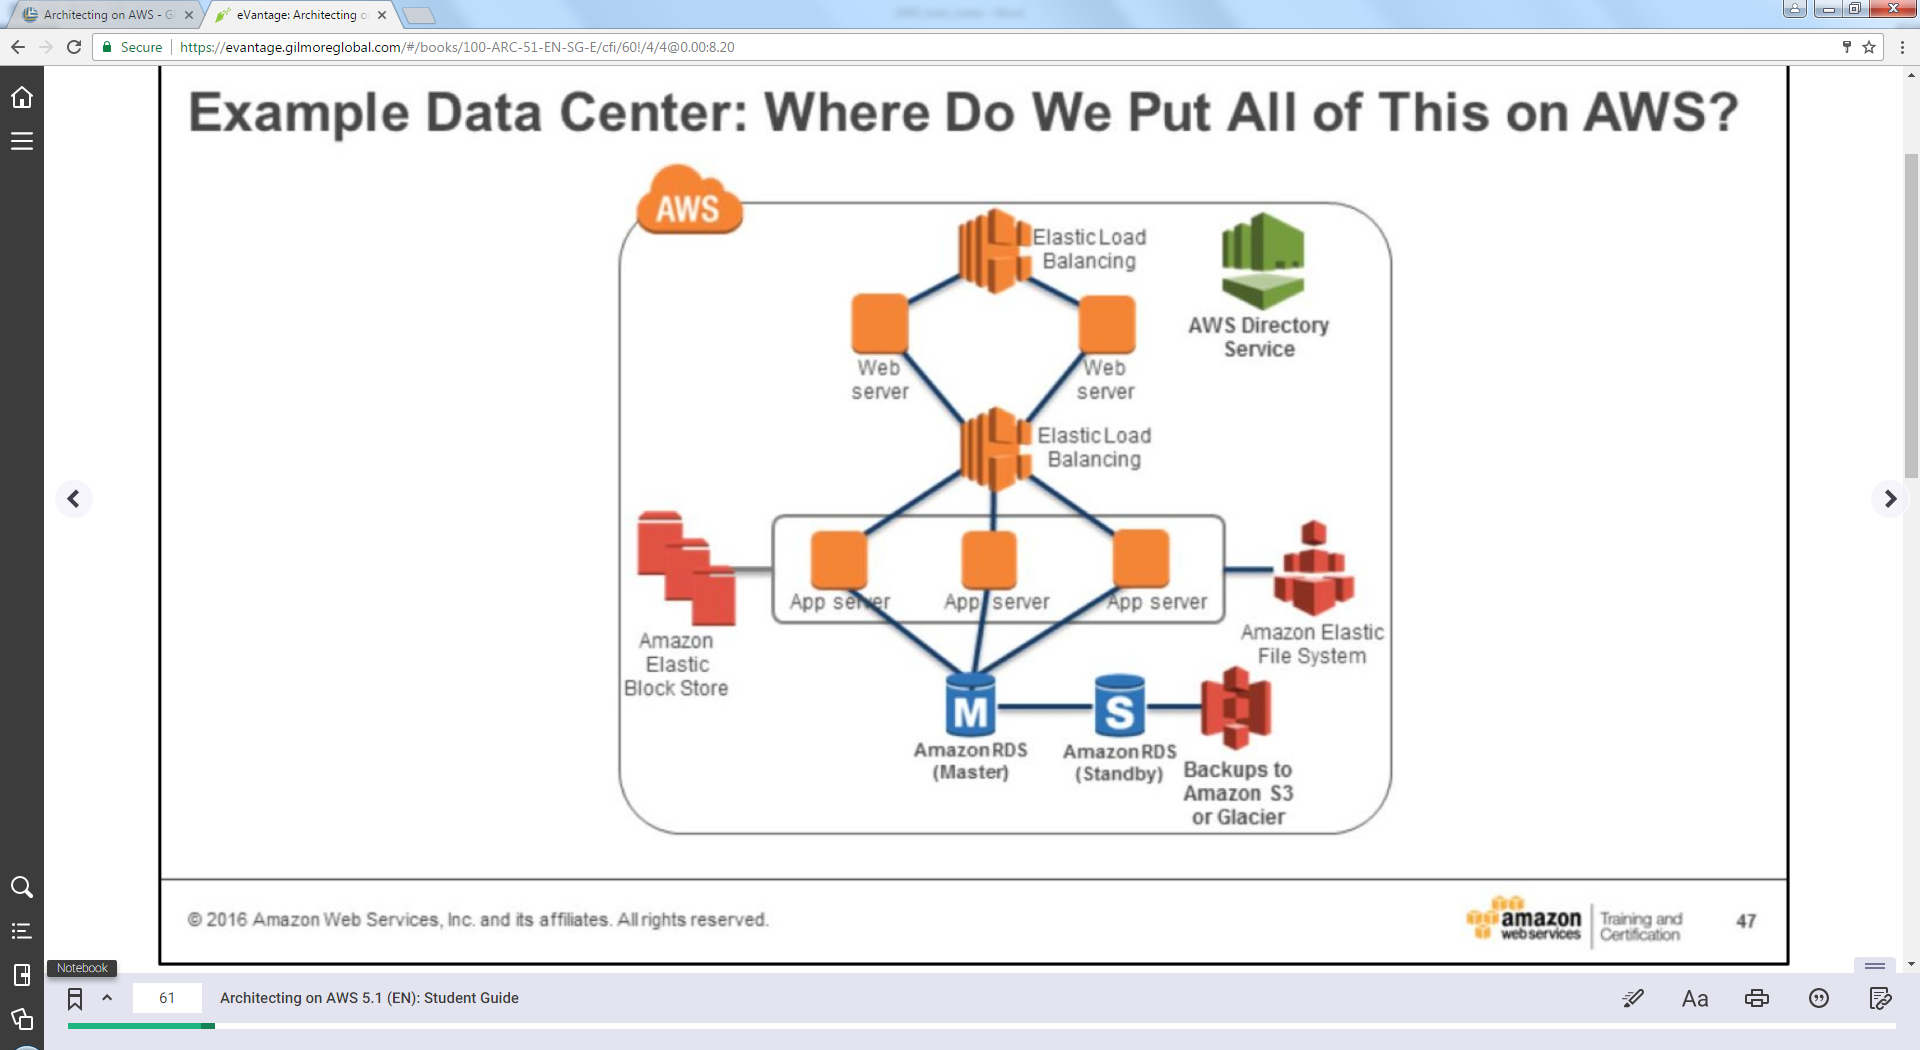 Architecting on AWS - G
eVantage: Architecting o
Secure
https://evantage.gilmoreglobal.com/#/books/100-ARC-51-EN-SG-E/cfi/60!/4/4@0.00:8.20
Example Data Center: Where Do We Put All of This on AWS?
AWS
Elastic Load
Balancing
AWS Directory
Service
Web
server
Web
server
Elastic Load
Balancing
App server
App server
App server
Amazon
Elastic
Block Store
Amazon Elastic
File System
M
S
Amazon RDS
(Master)
Amazon RDS
(Standby)
Backups to
Amazon S3
or Glacier
© 2016 Amazon Web Services, Inc. and its affiliates. All rights reserved.
amazon
webservices
Training and
Certification
47
Notebook
61
Architecting on AWS 5.1 (EN): Student Guide
Aa